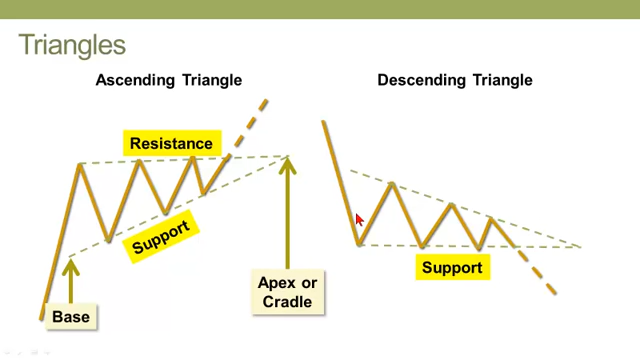 Triangles
Ascending Triangle
Descending Triangle
Resistance
Support
Base
Apex or
Cradle
Support